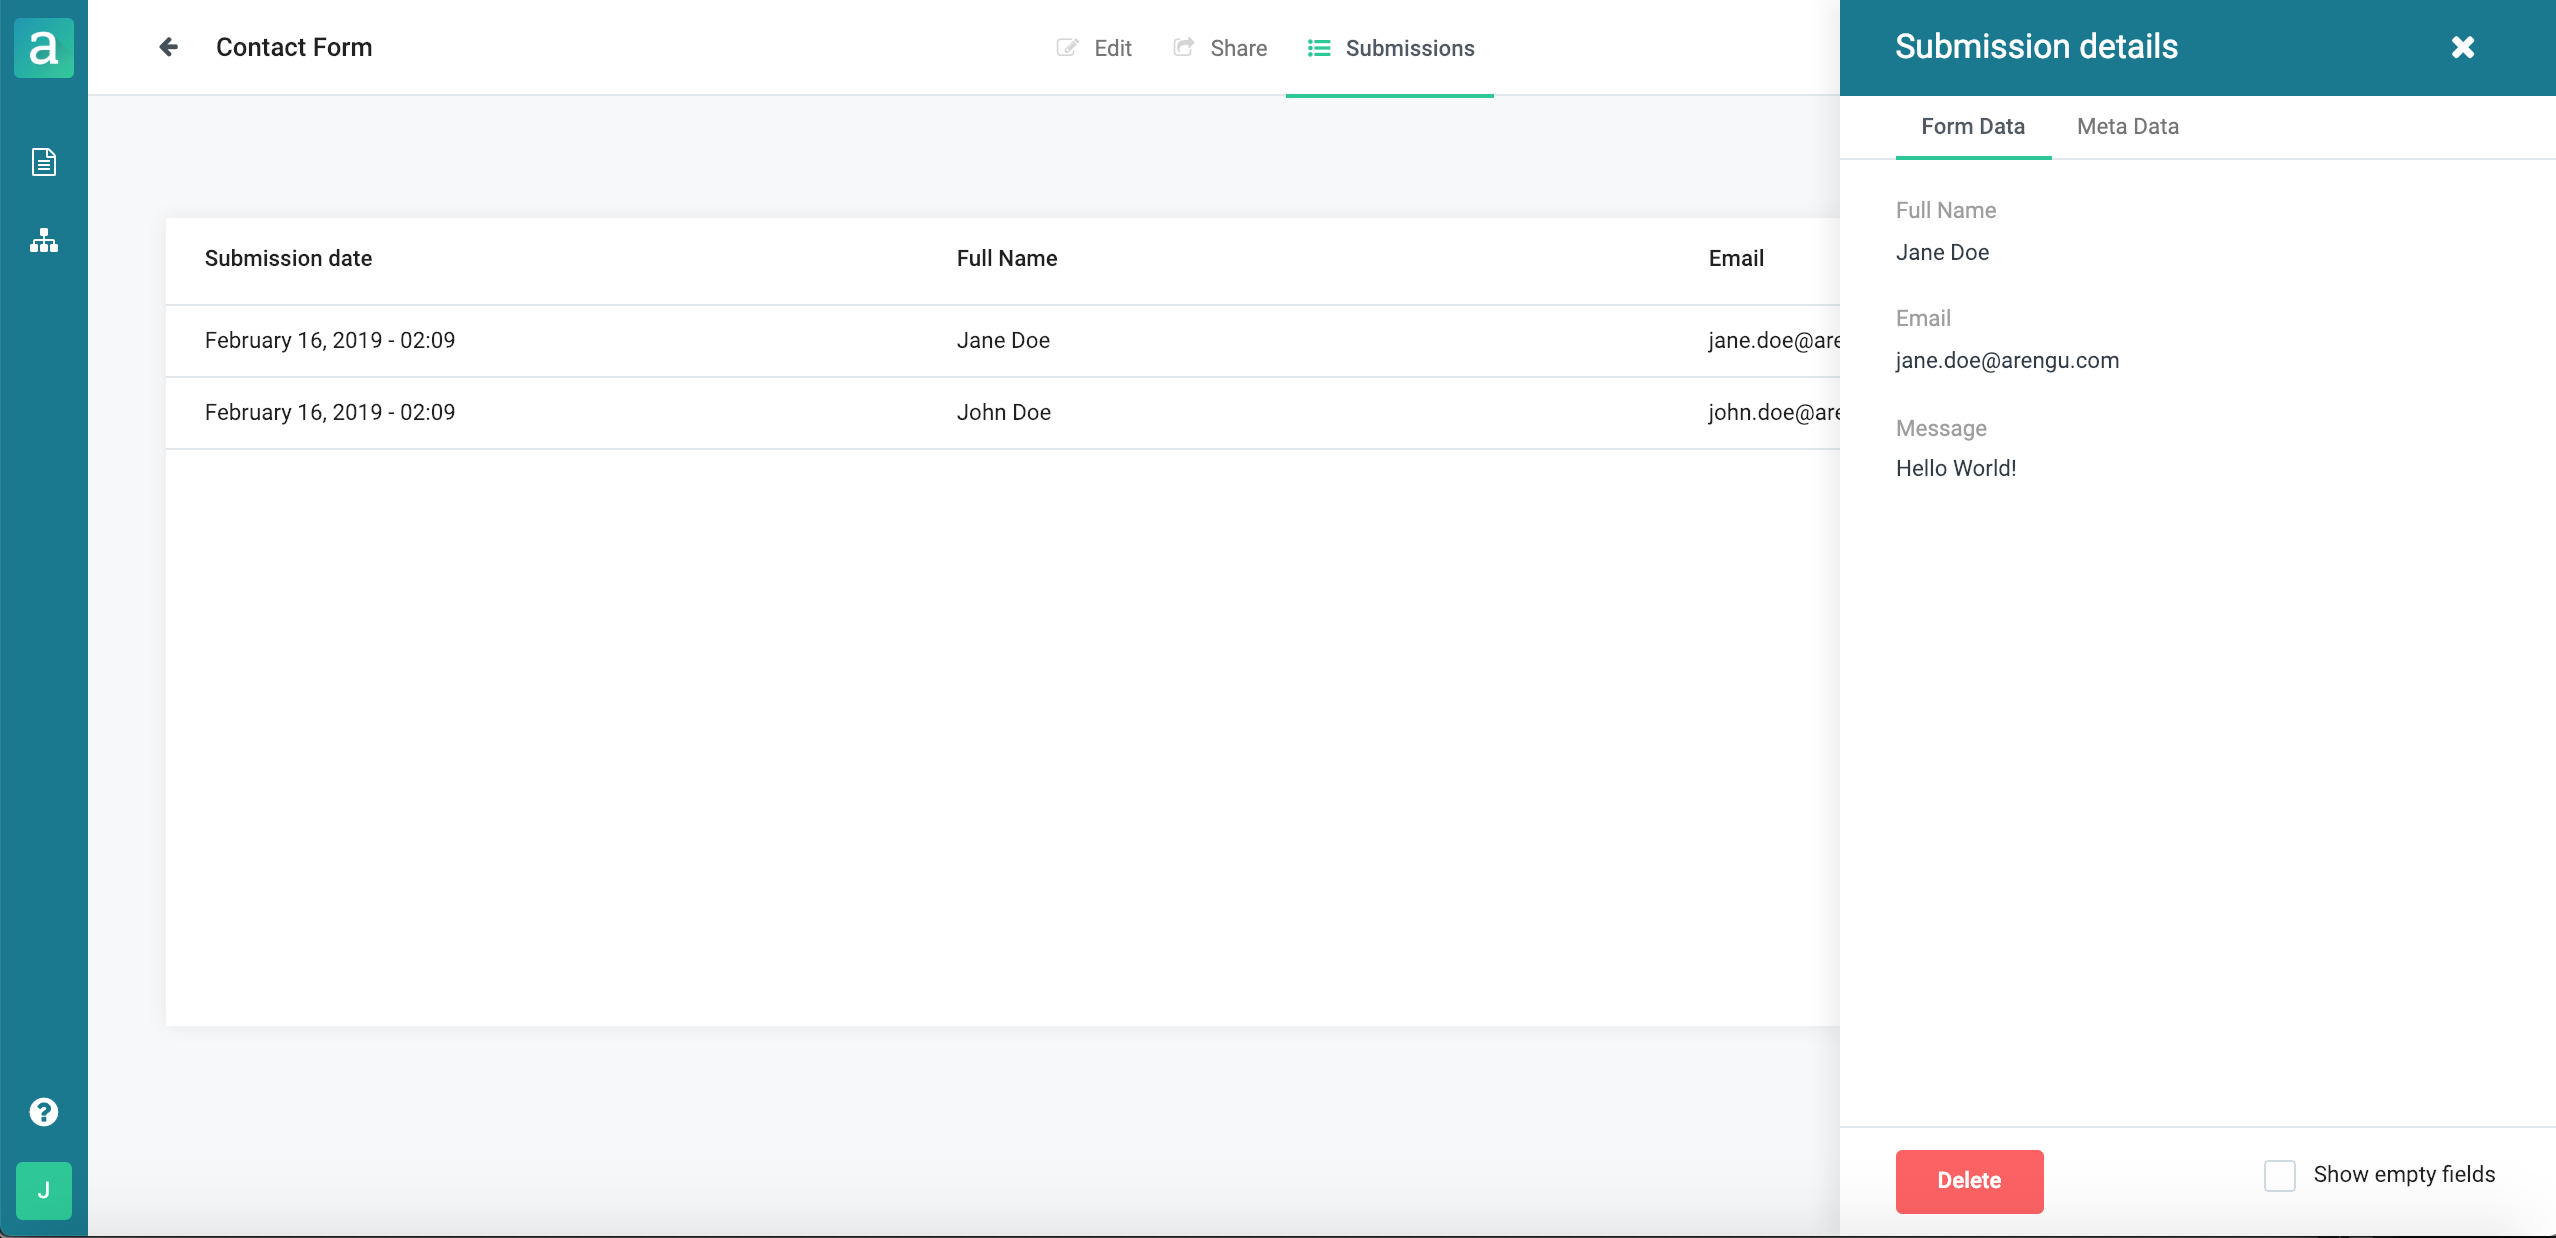 a
Contact Form
Edit
Share
Submissions
Submission details
Form Data
Meta Data
Submission date
Full Name
Email
February 16, 2019 - 02:09
Jane Doe
jane.doe@are
February 16, 2019 - 02:09
John Doe
john.doe@are
Full Name
Jane Doe
Email
jane.doe@arengu.com
Message
Hello World!
?
J
Delete
Show empty fields